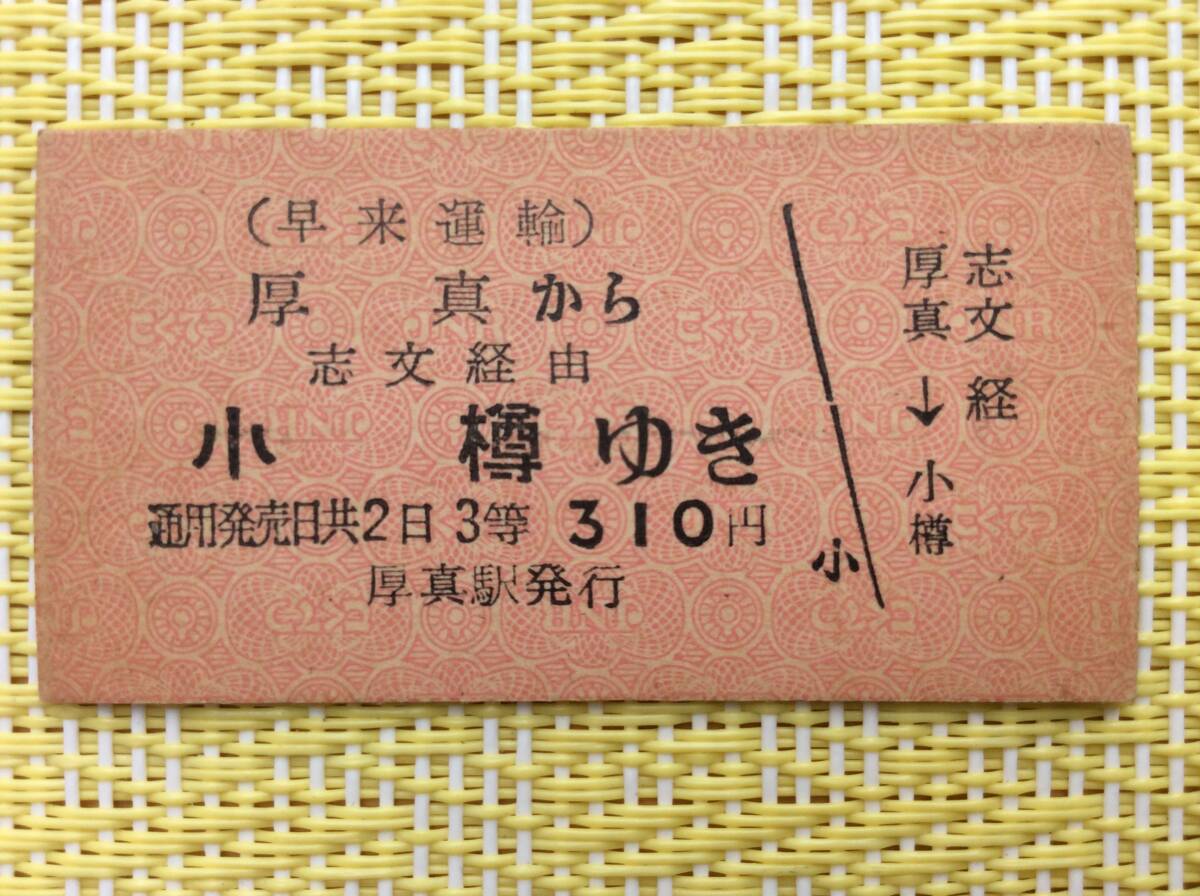 (早来運輸)
厚真から
志文経由
小樽ゆき
通用発売日共2日 3等 310円
厚真駅発行
小
志文経
厚真→小樽